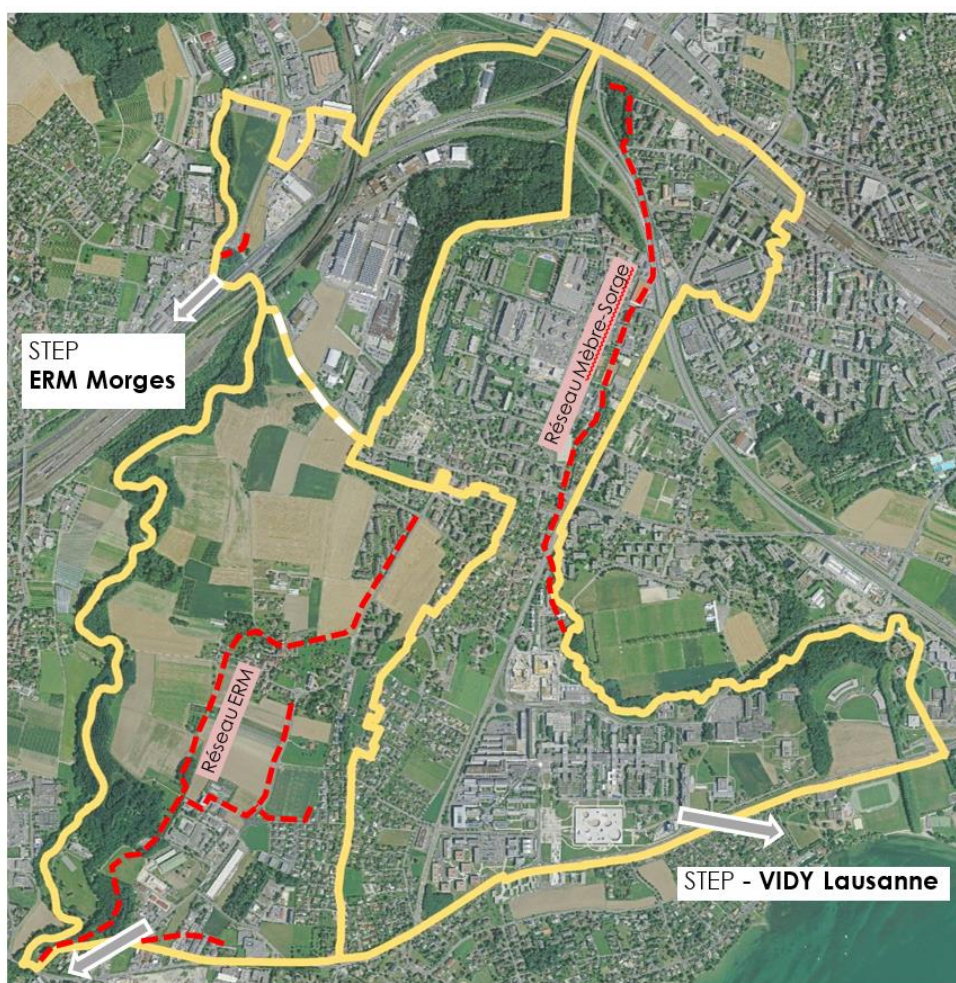 Réseau Mèbre-Sorge
STEP
ERM Morges
Réseau ERM
STEP - VIDY Lausanne